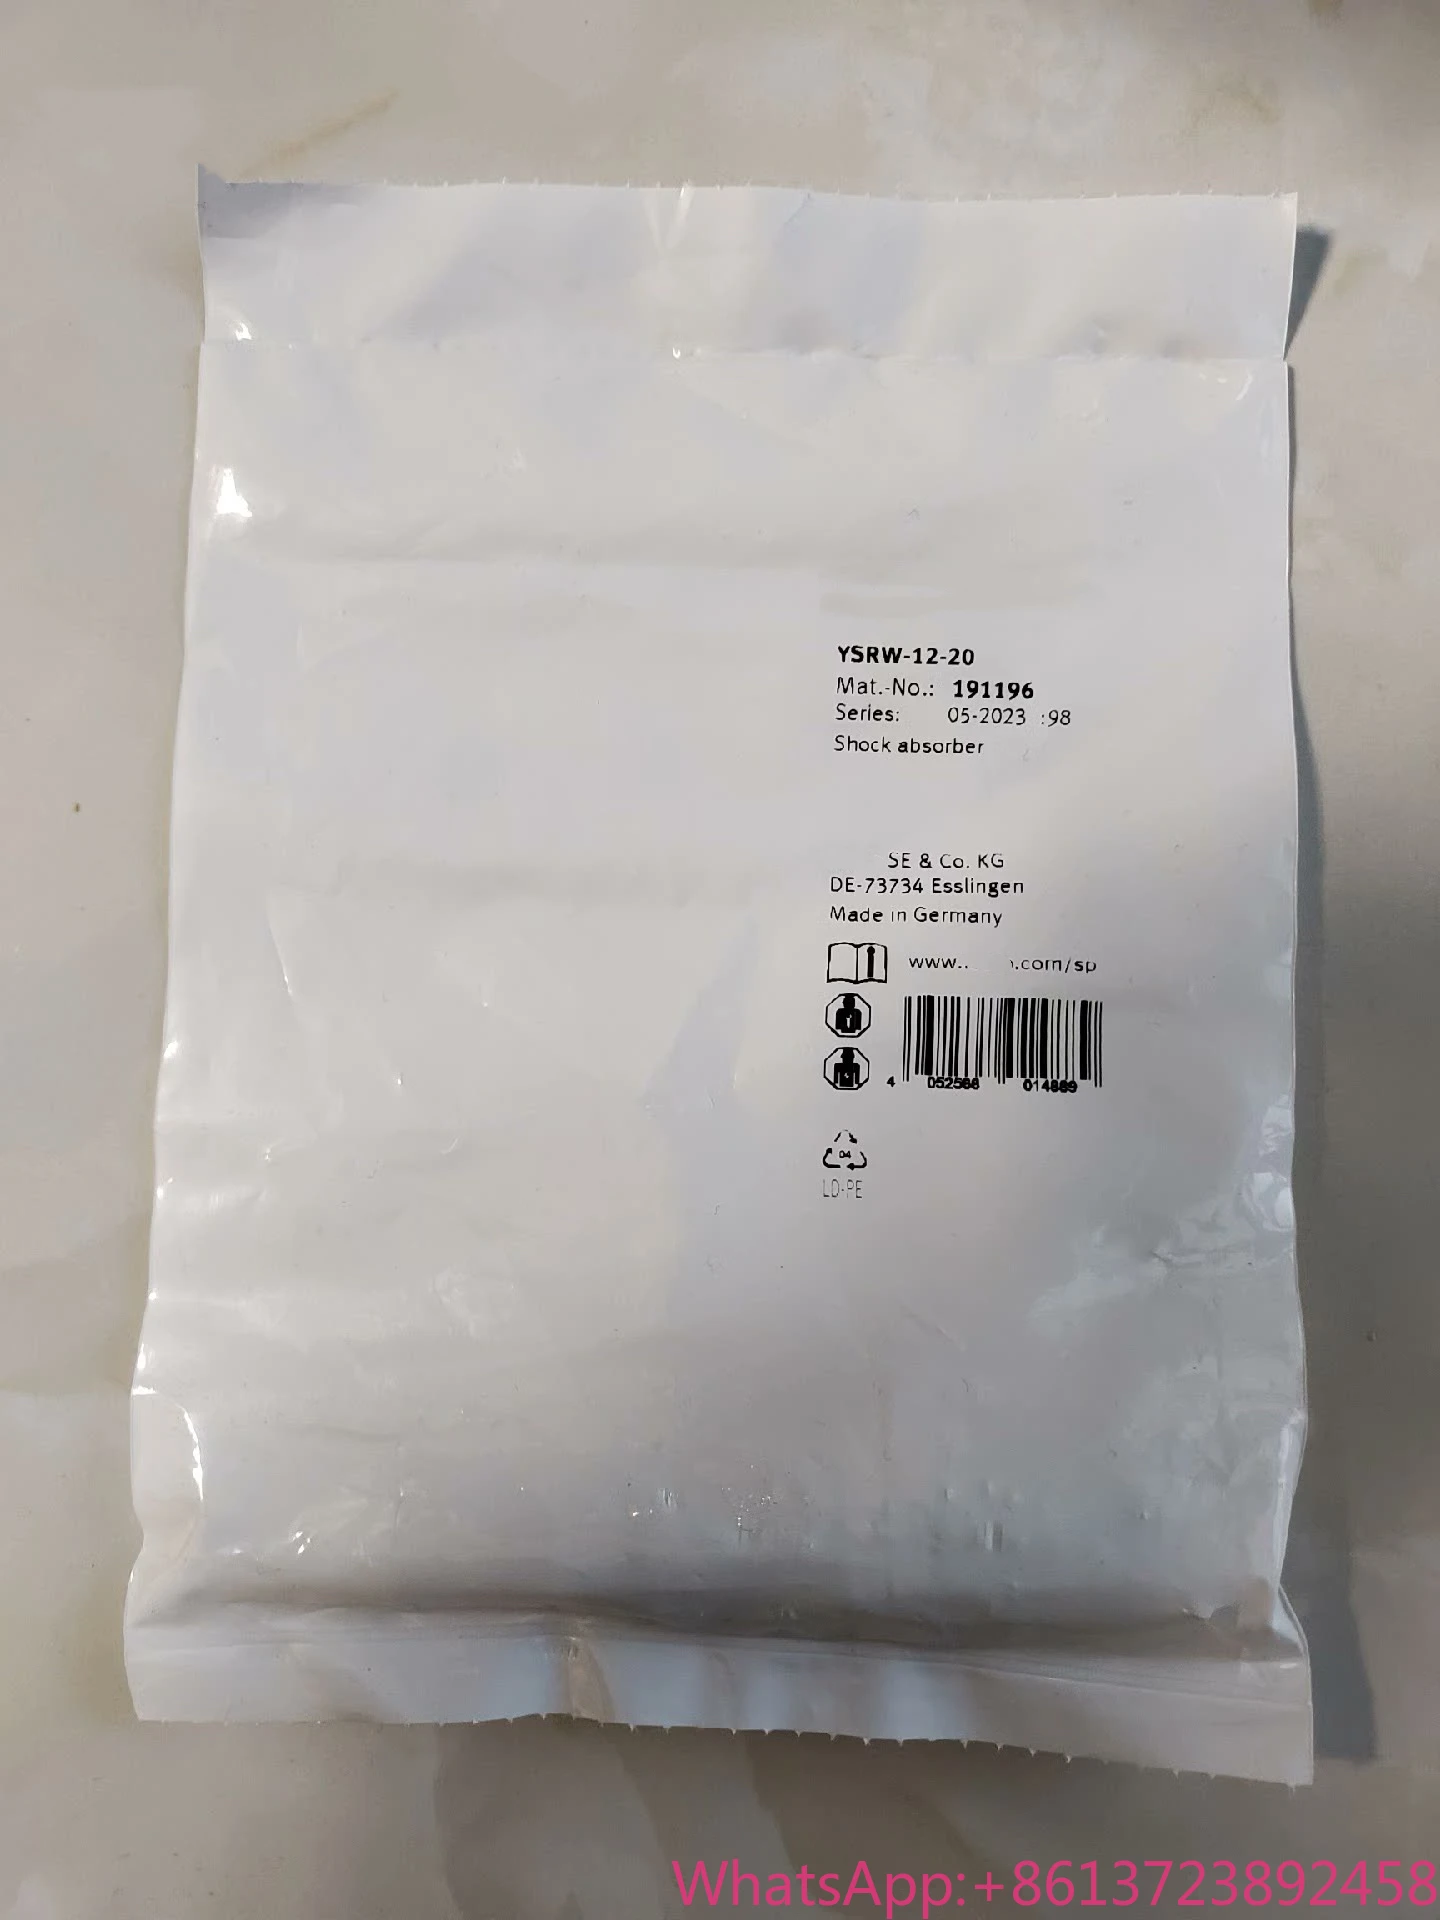 YSRW-12-20
Mat.-No.: 191196
Series: 05-2023 :98
Shock absorber
SE & Co. KG
DE-73734 Esslingen
Made in Germany
www.. .com/sp
4 052568 014889
04
LD-PE
WhatsApp:+8613723892458